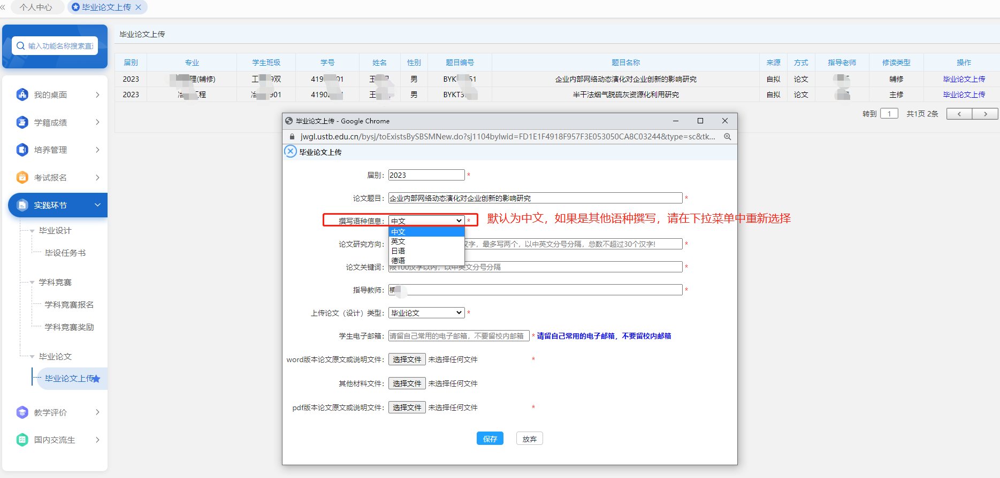 个人中心
毕业论文上传
输入功能名称搜索直
我的桌面
学籍成绩
培养管理
考试报名
实践环节
毕业设计
毕设任务书
学科竞赛
学科竞赛报名
学科竞赛奖励
毕业论文
毕业论文上传
教学评价
国内交流生
毕业论文上传
届别 专业 学生班级 学号 姓名 性别 题目编号 题目名称 来源 方式 指导老师 修读类型 操作
2023 理(辅修) 双 419 01 王 男 BYK 51 企业内部网络动态演化对企业创新的影响研究 自拟 论文 辅修 毕业论文上传
2023 冶 工程 冶 901 4190 王 男 BYKT3 半干法烟气脱硫灰资源化利用研究 自拟 论文 主修 毕业论文上传
转到 1 共1页 2条 < >
毕业论文上传 - Google Chrome
jwgl.ustb.edu.cn/bysj/toExistsBySBSMNew.do?sj1104bylwid=FD1E1F4918F957F3E053050CA8C03244&type=sc&tk...
毕业论文上传
届别： 2023 *
论文题目： 企业内部网络动态演化对企业创新的影响研究 *
撰写语种信息： 中文 * 默认为中文，如果是其他语种撰写，请在下拉菜单中重新选择
中文
英文
日语
德语
论文研究方向： 汉字，最多写两个，以中英文分号分隔，总数不超过30个汉字! *
论文关键词： 限100汉字以内，以中英文分号分隔 *
指导教师： *
上传论文（设计）类型： 毕业论文 *
学生电子邮箱： 请留自己常用的电子邮箱，不要留校内邮箱 * 请留自己常用的电子邮箱，不要留校内邮箱
word版本论文原文或说明文件： 选择文件 未选择任何文件 *
其他材料文件： 选择文件 未选择任何文件
pdf版本论文原文或说明文件： 选择文件 未选择任何文件 *
保存 放弃